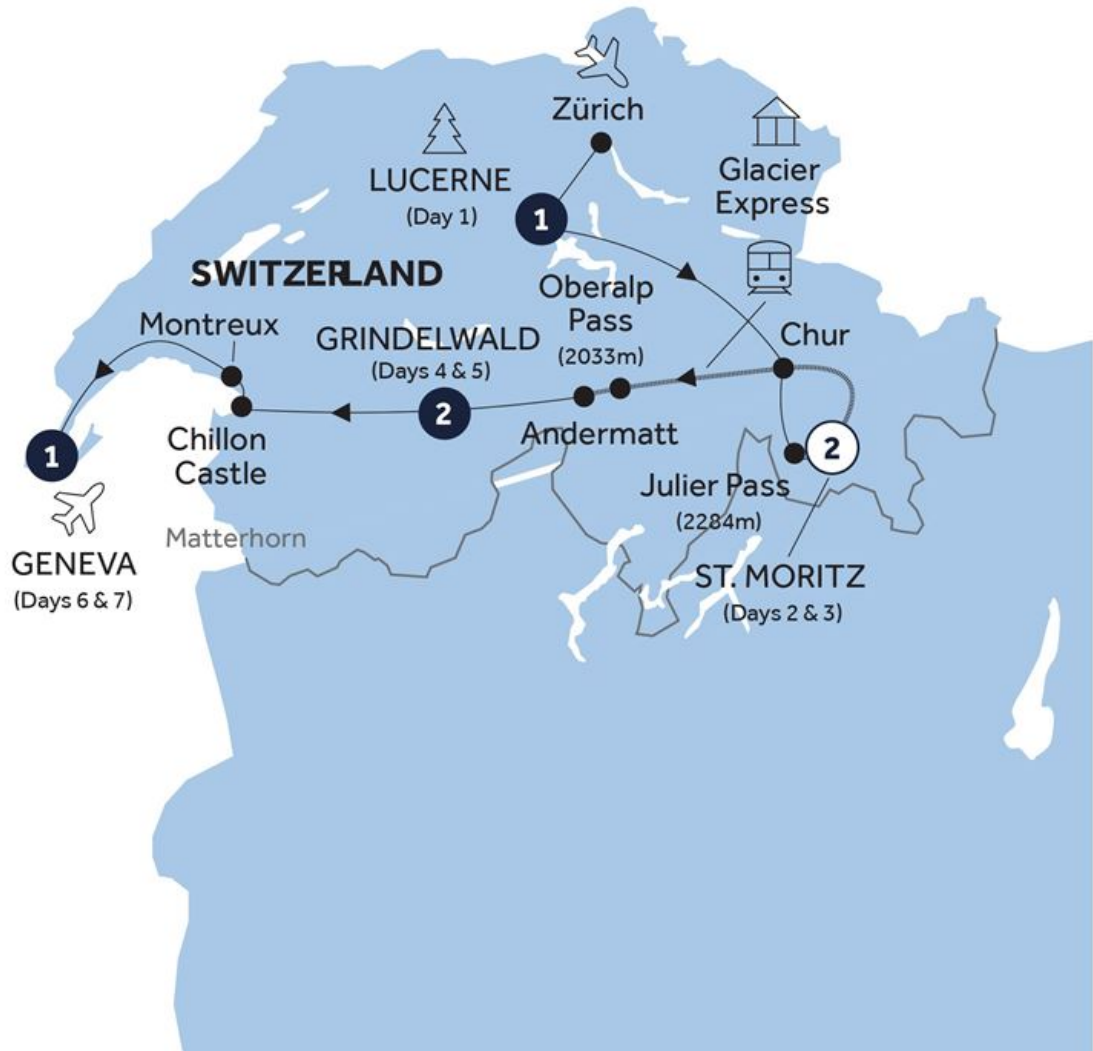 Zürich
LUCERNE
(Day 1)
1
Glacier
Express
SWITZERLAND
Oberalp
Pass
(2033m)
Montreux
GRINDELWALD
(Days 4 & 5)
Chur
2
Andermatt
Chillon
Castle
1
Julier Pass
(2284m)
2
Matterhorn
GENEVA
(Days 6 & 7)
ST. MORITZ
(Days 2 & 3)